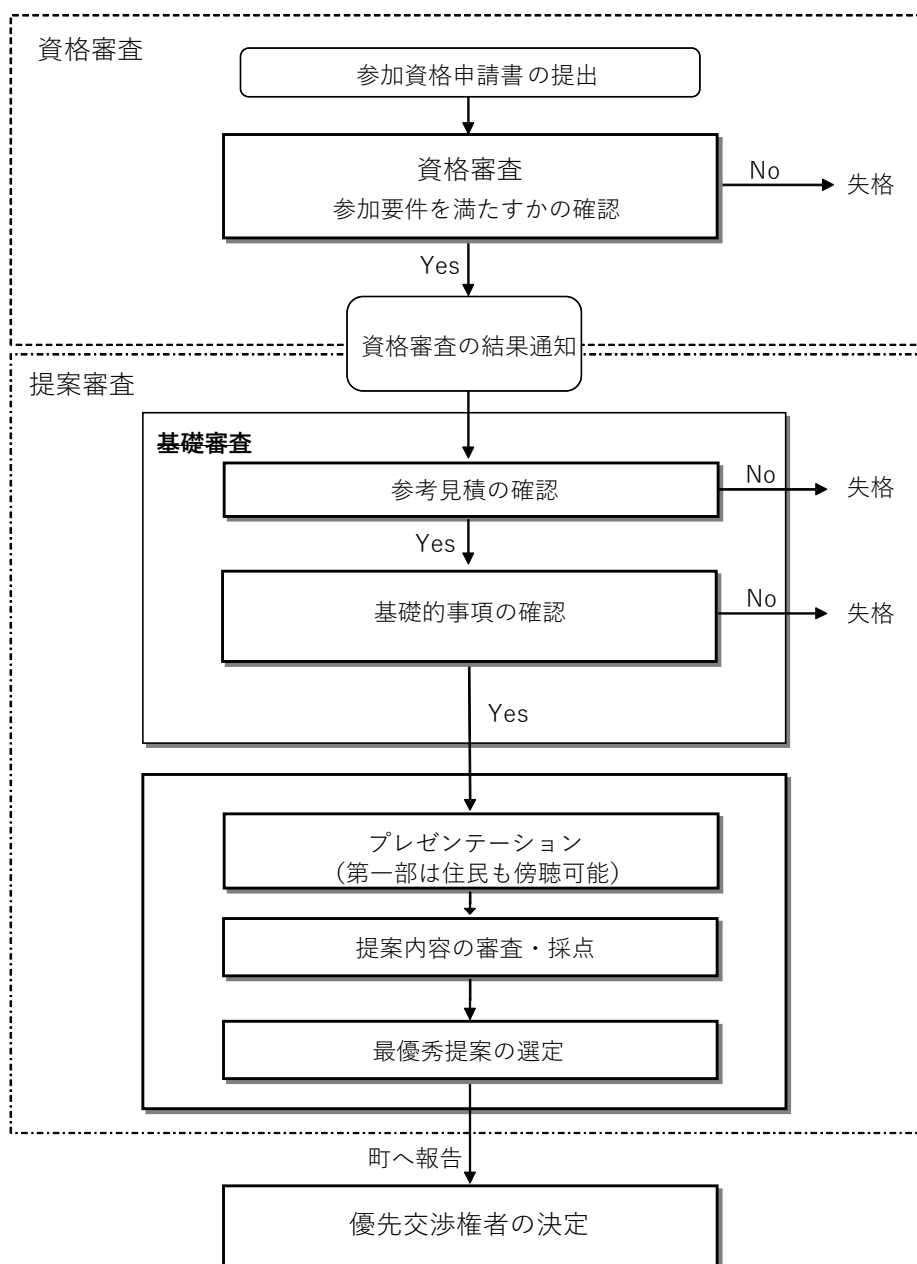 資格審査
参加資格申請書の提出
資格審査
参加要件を満たすかの確認
No
失格
Yes
資格審査の結果通知
提案審査
基礎審査
参考見積の確認
No
失格
Yes
基礎的事項の確認
No
失格
Yes
プレゼンテーション
(第一部は住民も傍聴可能)
提案内容の審査・採点
最優秀提案の選定
町へ報告
優先交渉権者の決定